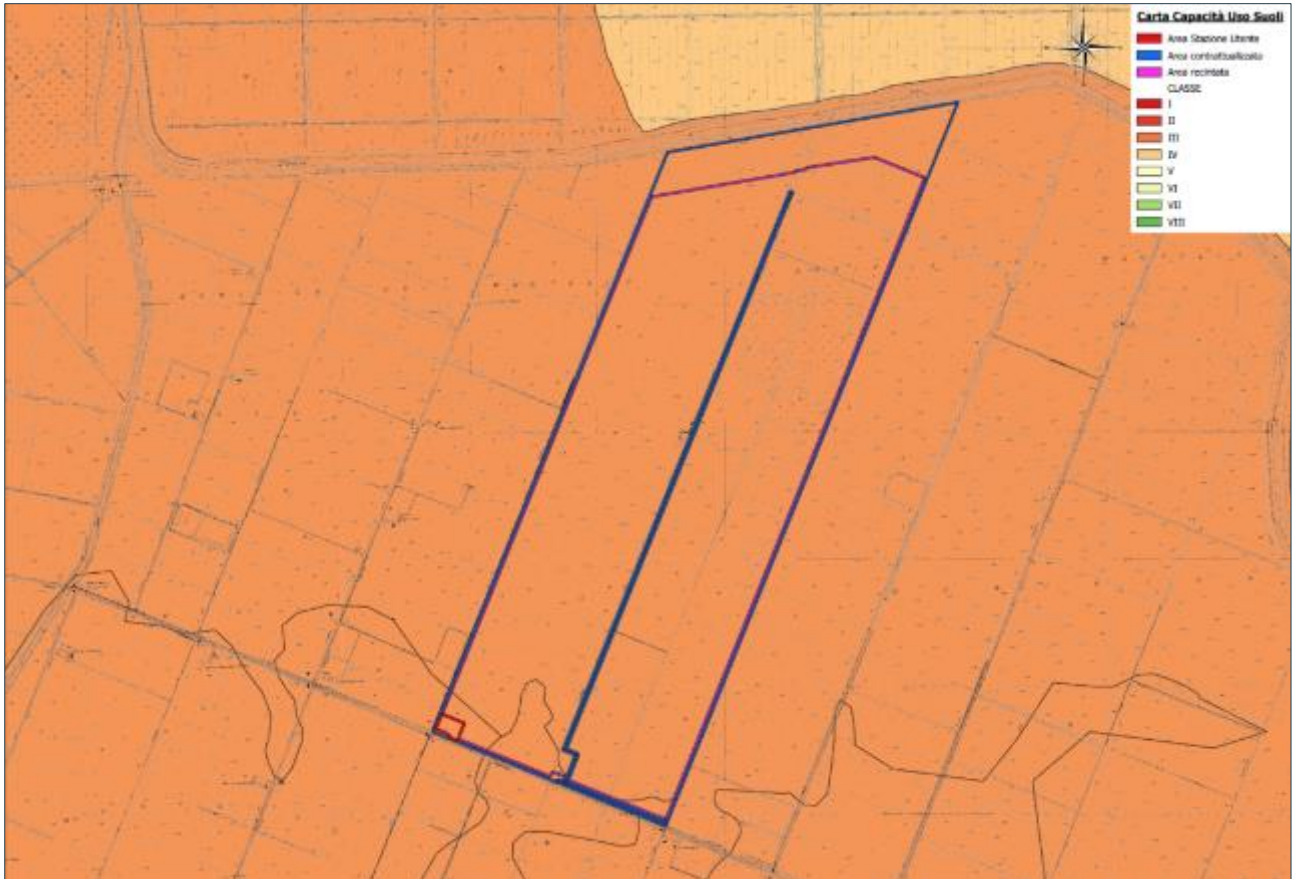 Carta Capacità Uso Suoli
Area Stazione Utente
Area contrattualizzata
Area recintata
CLASSE
I
II
III
IV
V
VI
VII
VIII